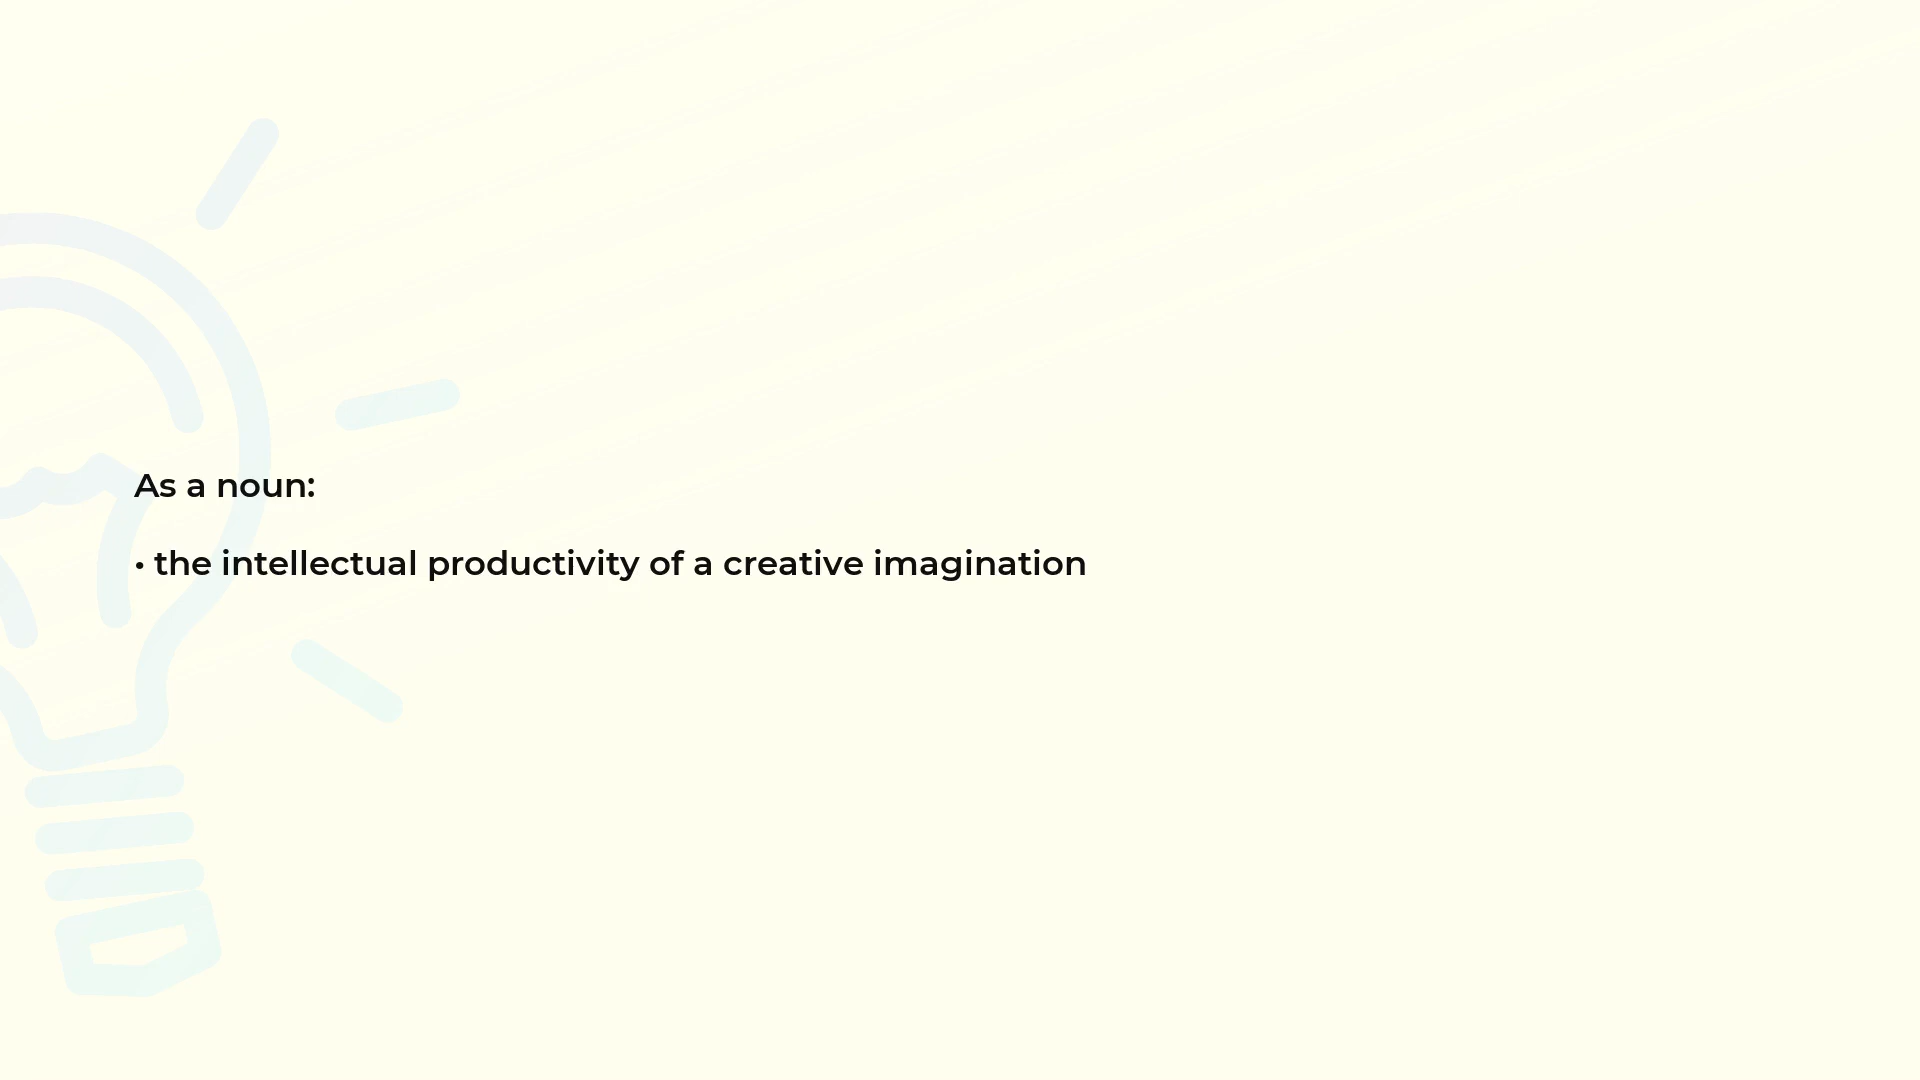 As a noun:
• the intellectual productivity of a creative imagination